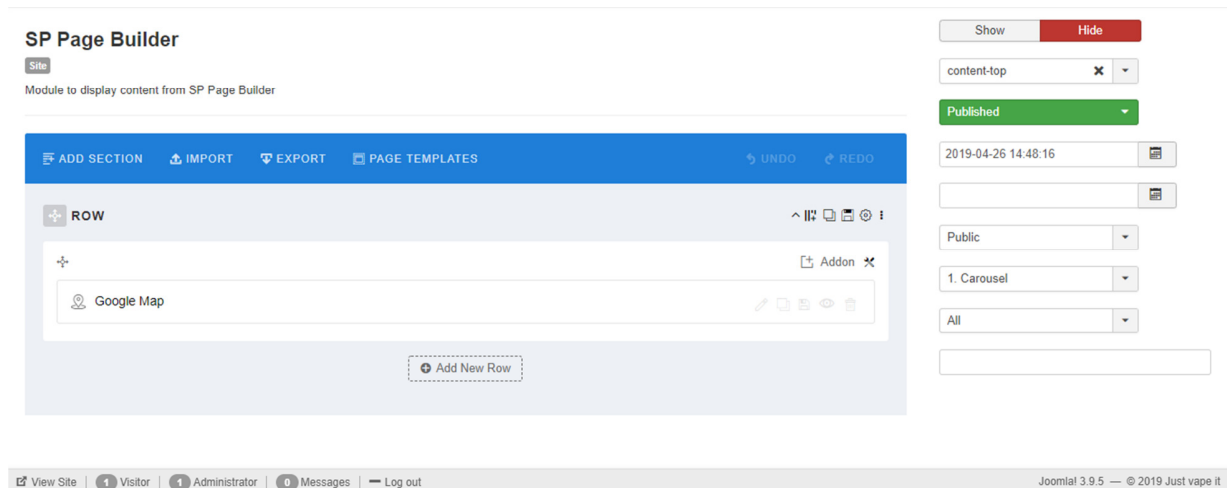 SP Page Builder
Site
Module to display content from SP Page Builder
ADD SECTION IMPORT EXPORT PAGE TEMPLATES UNDO REDO
ROW
Addon
Google Map
Add New Row
Show Hide
content-top
Published
2019-04-26 14:48:16
Public
1. Carousel
All
View Site | 1 Visitor | 1 Administrator | 0 Messages | Log out
Joomla! 3.9.5 — © 2019 Just vape it